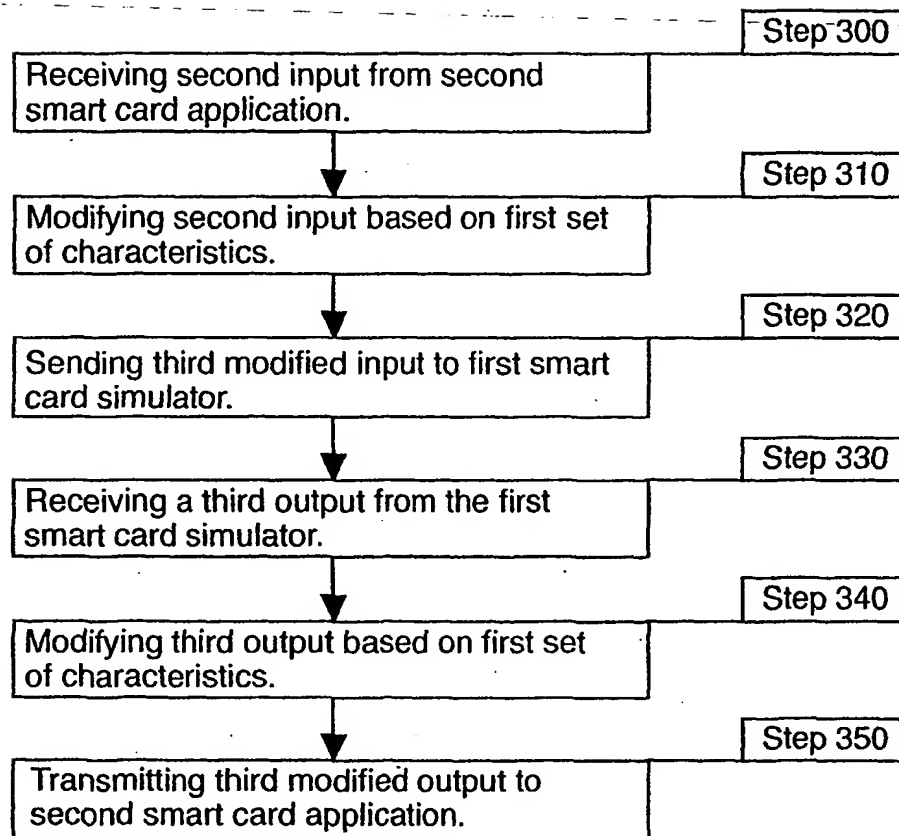 Step 300
Receiving second input from second
smart card application.
Step 310
Modifying second input based on first set
of characteristics.
Step 320
Sending third modified input to first smart
card simulator.
Step 330
Receiving a third output from the first
smart card simulator.
Step 340
Modifying third output based on first set
of characteristics.
Step 350
Transmitting third modified output to
second smart card application.